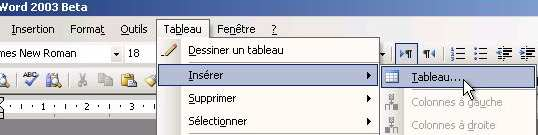 Word 2003 Beta
Insertion Format Outils Tableau Fenêtre ?
mes New Roman 18
Dessiner un tableau
Insérer
Tableau...
Supprimer
Colonnes à gauche
Sélectionner
Colonnes à droite